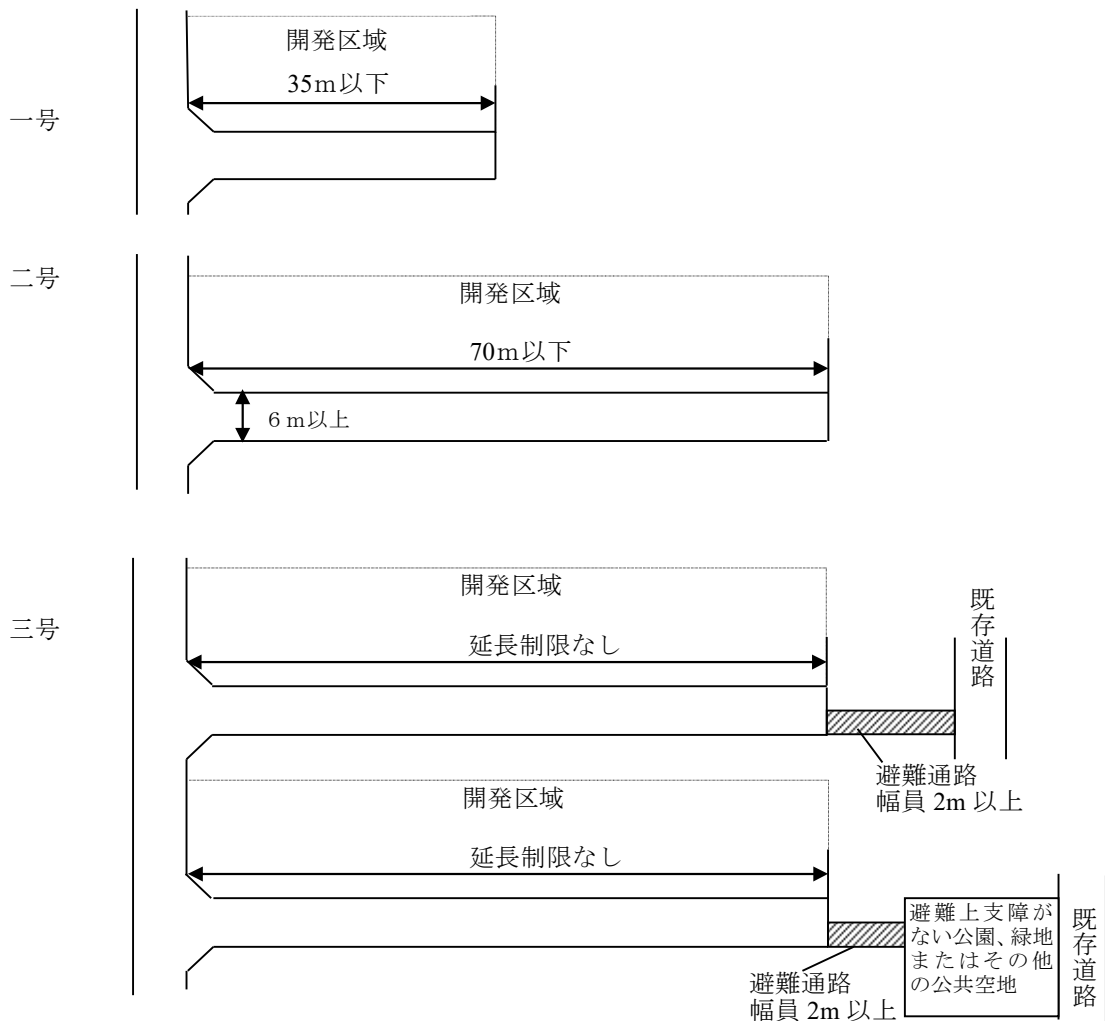 一号
開発区域
35m以下
二号
開発区域
70m以下
6m以上
三号
開発区域
延長制限なし
既存道路
避難通路
幅員 2m 以上
開発区域
延長制限なし
避難上支障が
ない公園、緑地
またはその他
の公共空地
既存道路
避難通路
幅員 2m 以上